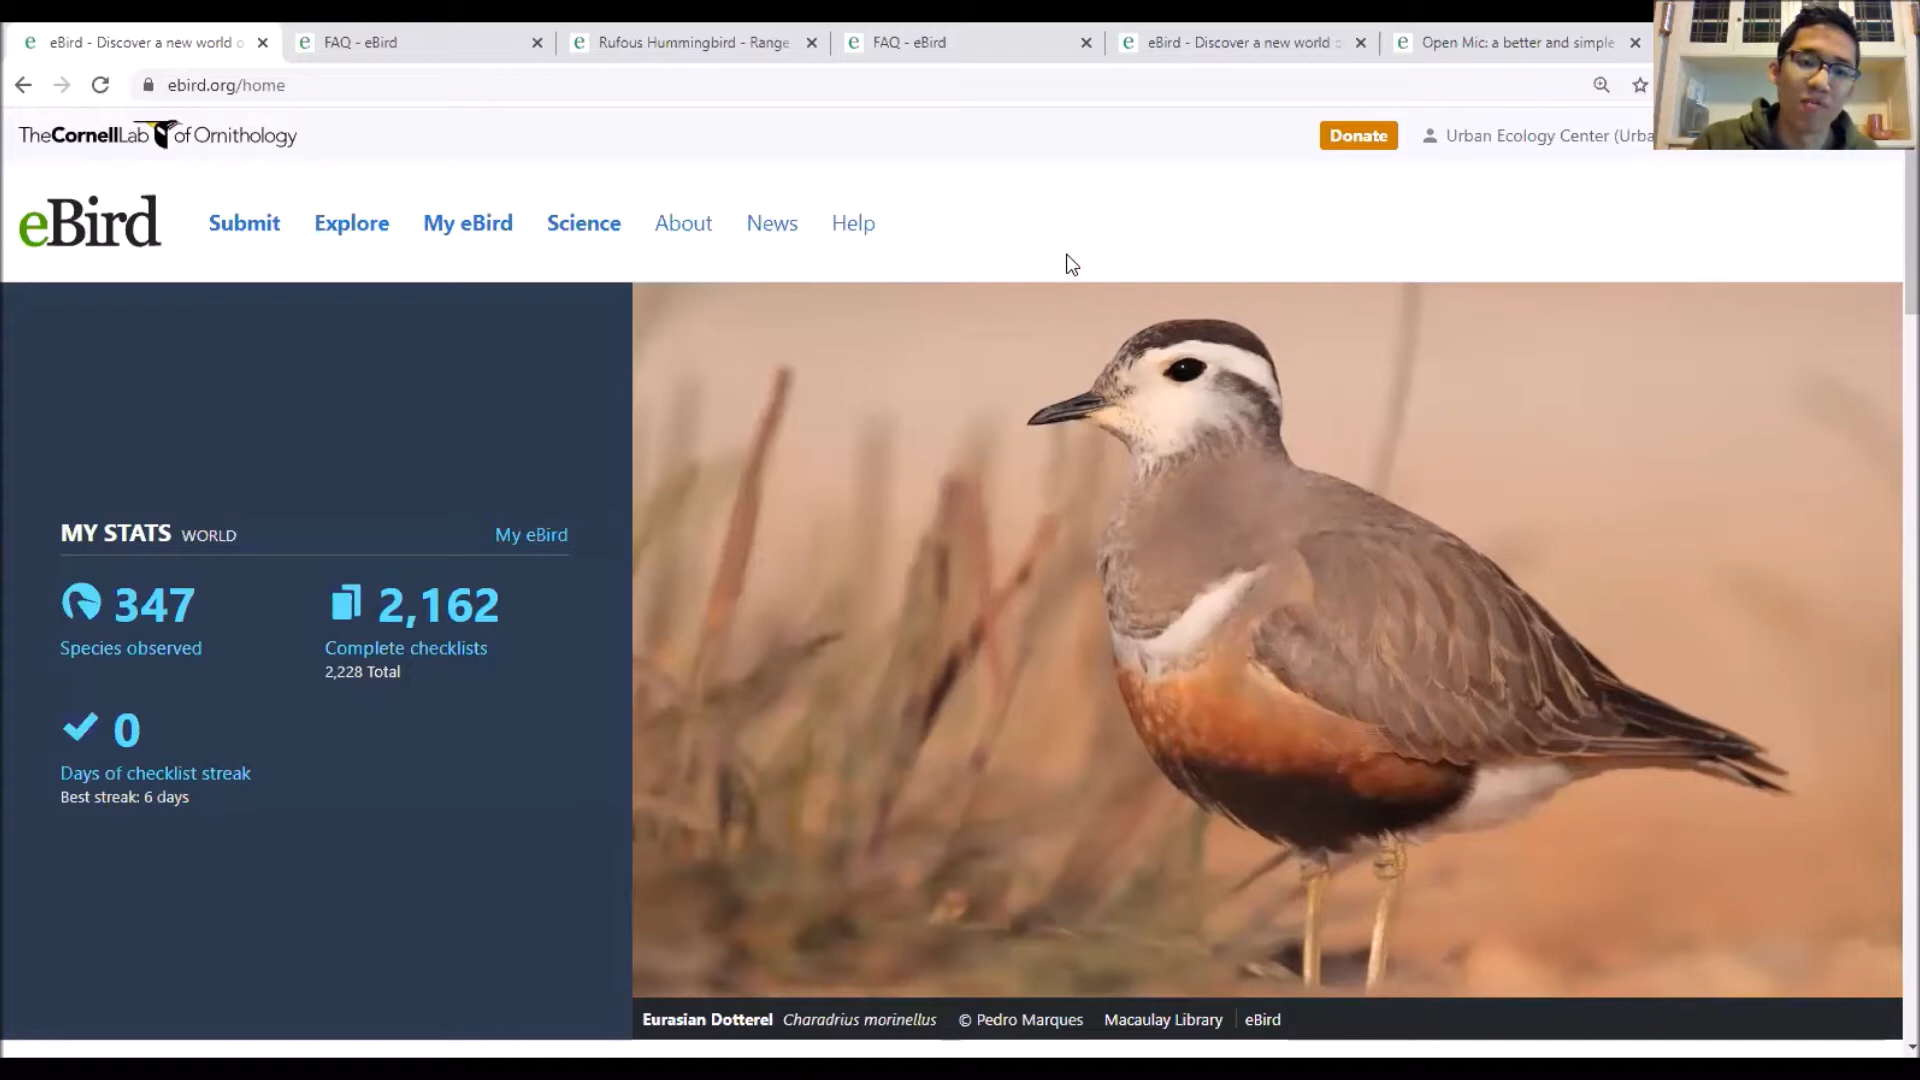 eBird - Discover a new world o
FAQ - eBird
Rufous Hummingbird - Range
FAQ - eBird
eBird - Discover a new world
Open Mic: a better and simple
ebird.org/home
TheCornellLab of Ornithology
Donate
Urban Ecology Center (Urba
eBird
Submit
Explore
My eBird
Science
About
News
Help
MY STATS WORLD
My eBird
347
Species observed
2,162
Complete checklists
2,228 Total
0
Days of checklist streak
Best streak: 6 days
Eurasian Dotterel Charadrius morinellus © Pedro Marques Macaulay Library eBird